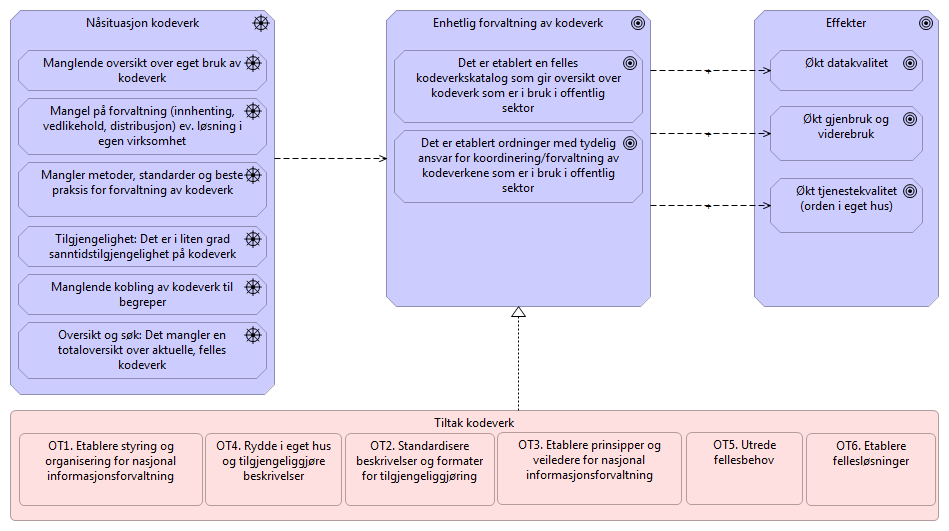 Nåsituasjon kodeverk
Manglende oversikt over eget bruk av
kodeverk
Mangel på forvaltning (innhenting,
vedlikehold, distribusjon) ev. løsning i
egen virksomhet
Mangler metoder, standarder og beste
praksis for forvaltning av kodeverk
Tilgjengelighet: Det er i liten grad
sanntidstilgjengelighet på kodeverk
Manglende kobling av kodeverk til
begreper
Oversikt og søk: Det mangler en
totaloversikt over aktuelle, felles
kodeverk
Enhetlig forvaltning av kodeverk
Det er etablert en felles
kodeverkskatalog som gir oversikt over
kodeverk som er i bruk i offentlig
sektor
Det er etablert ordninger med tydelig
ansvar for koordinering/forvaltning av
kodeverkene som er i bruk i offentlig
sektor
Effekter
Økt datakvalitet
Økt gjenbruk og
viderebruk
Økt tjenestekvalitet
(orden i eget hus)
Tiltak kodeverk
OT1. Etablere styring og
organisering for nasjonal
informasjonsforvaltning
OT4. Rydde i eget hus
og tilgjengeliggjøre
beskrivelser
OT2. Standardisere
beskrivelser og formater
for tilgjengeliggjøring
OT3. Etablere prinsipper og
veiledere for nasjonal
informasjonsforvaltning
OT5. Utrede
fellesbehov
OT6. Etablere
fellesløsninger